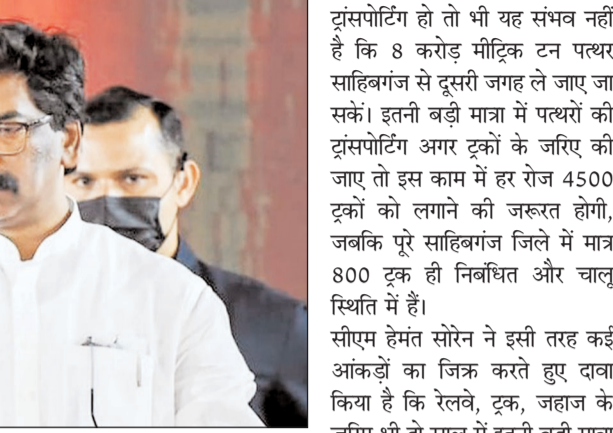 ट्रांसपोर्टिंग हो तो भी यह संभव नहीं
है कि 8 करोड़ मीट्रिक टन पत्थर
साहिबगंज से दूसरी जगह ले जाए जा
सकें। इतनी बड़ी मात्रा में पत्थरों की
ट्रांसपोर्टिंग अगर ट्रकों के जरिए की
जाए तो इस काम में हर रोज 4500
ट्रकों को लगाने की जरूरत होगी,
जबकि पूरे साहिबगंज जिले में मात्र
800 ट्रक ही निबंधित और चालू
स्थिति में हैं।
सीएम हेमंत सोरेन ने इसी तरह कई
आंकड़ों का जिक्र करते हुए दावा
किया है कि रेलवे, ट्रक, जहाज के